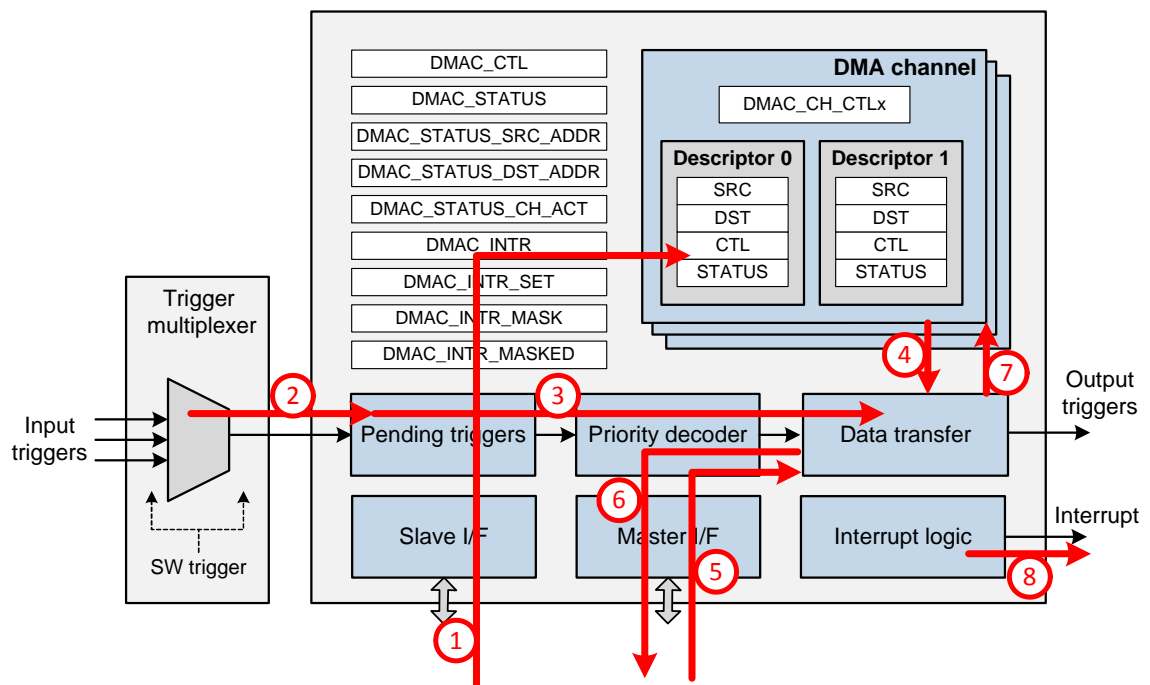 DMAC_CTL
DMAC_STATUS
DMAC_STATUS_SRC_ADDR
DMAC_STATUS_DST_ADDR
DMAC_STATUS_CH_ACT
DMAC_INTR
DMAC_INTR_SET
DMAC_INTR_MASK
DMAC_INTR_MASKED
DMA channel
DMAC_CH_CTLx
Descriptor 0
SRC
DST
CTL
STATUS
Descriptor 1
SRC
DST
CTL
STATUS
Trigger
multiplexer
Input
triggers
SW trigger
2
3
4
7
Pending triggers
Priority decoder
Data transfer
Output
triggers
6
5
1
Slave I/F
Master I/F
Interrupt logic
Interrupt
8